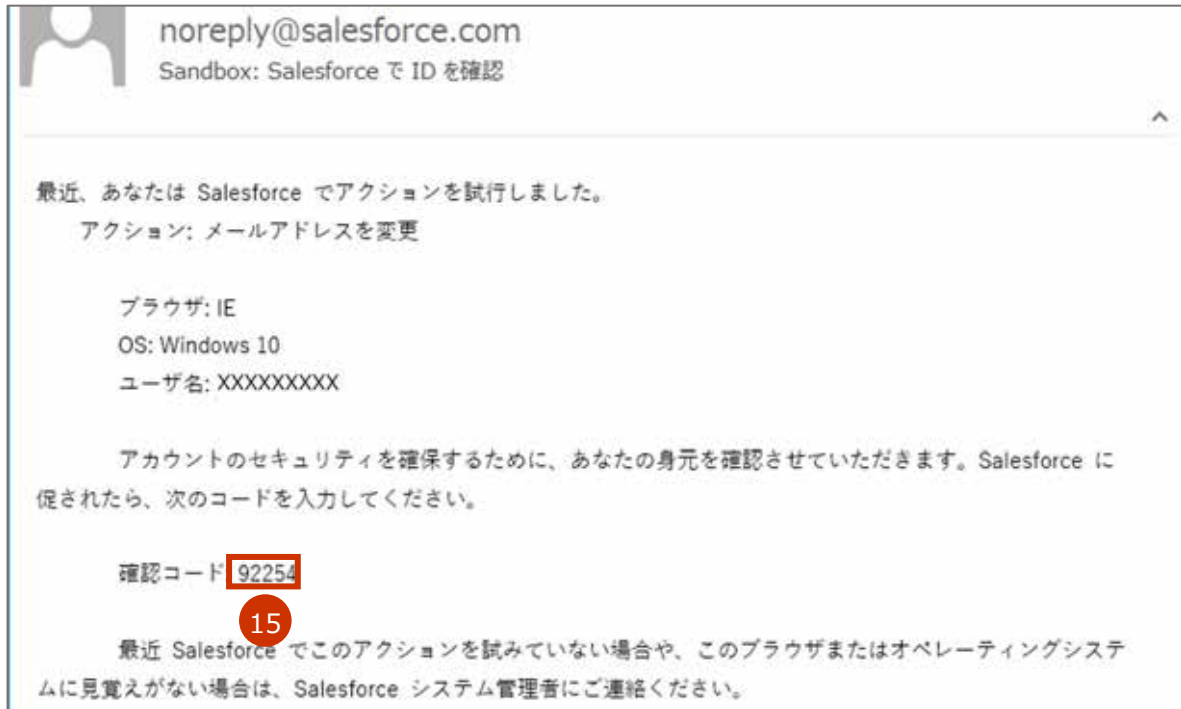 noreply@salesforce.com
Sandbox: Salesforce で ID を確認
最近、あなたは Salesforce でアクションを試行しました。
アクション: メールアドレスを変更
ブラウザ: IE
OS: Windows 10
ユーザ名: XXXXXXXXX
アカウントのセキュリティを確保するために、あなたの身元を確認させていただきます。Salesforce に
促されたら、次のコードを入力してください。
確認コード 92254
15
最近 Salesforce でこのアクションを試みていない場合や、このブラウザまたはオペレーティングシステ
ムに見覚えがない場合は、Salesforce システム管理者にご連絡ください。